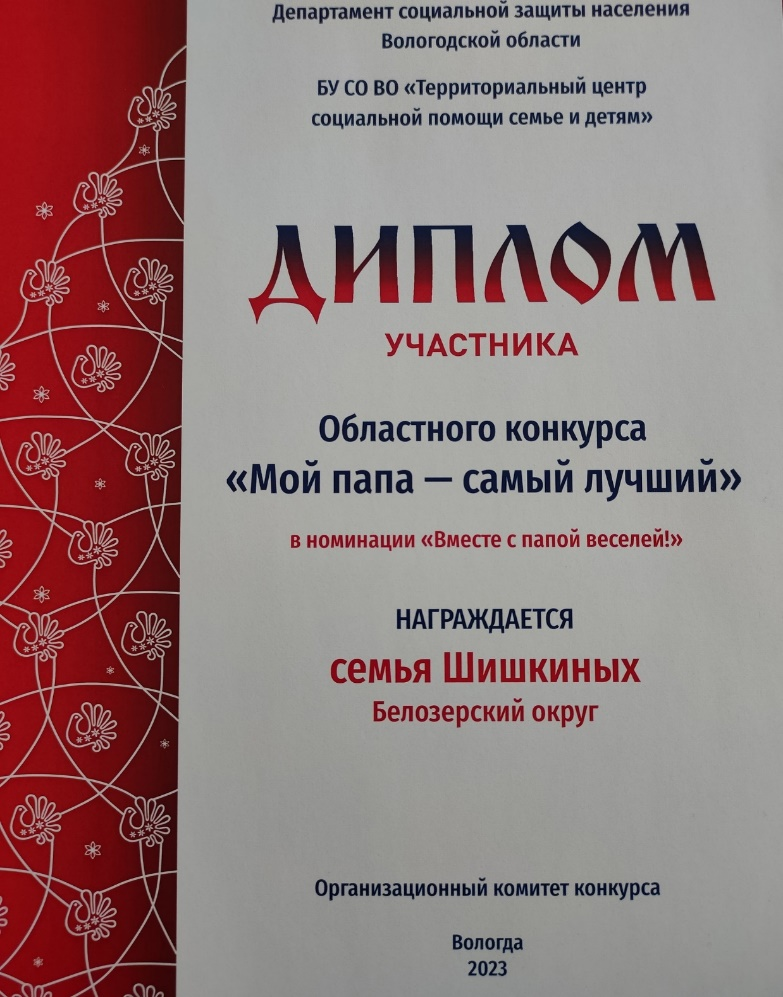 Департамент социальной защиты населения
Вологодской области
БУ СО ВО «Территориальный центр
социальной помощи семье и детям»
ДИПЛОМ
УЧАСТНИКА
Областного конкурса
«Мой папа — самый лучший»
в номинации «Вместе с папой веселей!»
НАГРАЖДАЕТСЯ
семья Шишкиных
Белозерский округ
Организационный комитет конкурса
Вологда
2023